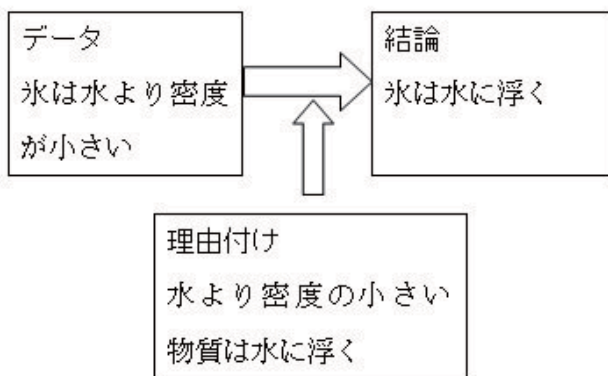 データ
氷は水より密度
が小さい
結論
氷は水に浮く
理由付け
水より密度の小さい
物質は水に浮く